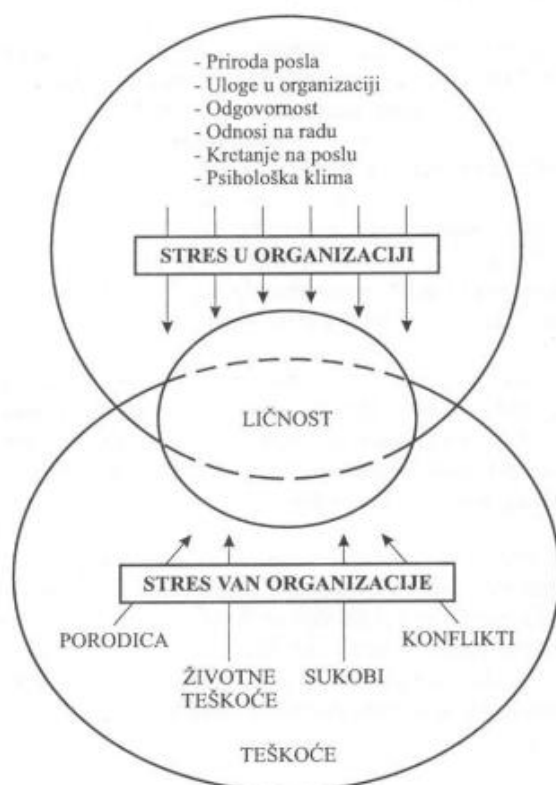 - Priroda posla
- Uloge u organizaciji
- Odgovornost
- Odnosi na radu
- Kretanje na poslu
- Psihološka klima
STRES U ORGANIZACIJI
LIČNOST
STRES VAN ORGANIZACIJE
PORODICA
KONFLIKTI
ŽIVOTNE
TEŠKOĆE
SUKOBI
TEŠKOĆE